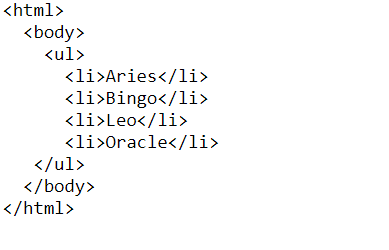 <html>
  <body>
    <ul>
      <li>Aries</li>
      <li>Bingo</li>
      <li>Leo</li>
      <li>Oracle</li>
   </ul>
  </body>
</html>